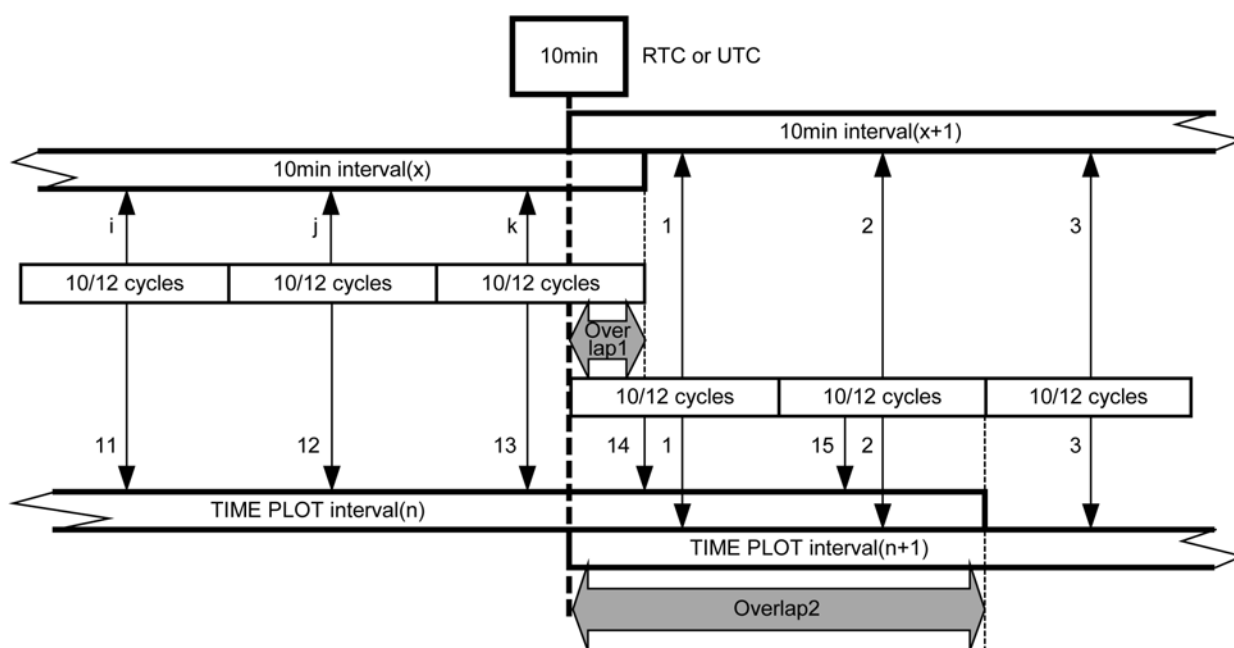 10min
RTC or UTC
10min interval(x+1)
10min interval(x)
i
j
k
1
2
3
10/12 cycles
10/12 cycles
10/12 cycles
Over
lap1
10/12 cycles
10/12 cycles
10/12 cycles
11
12
13
14
1
15
2
3
TIME PLOT interval(n)
TIME PLOT interval(n+1)
Overlap2